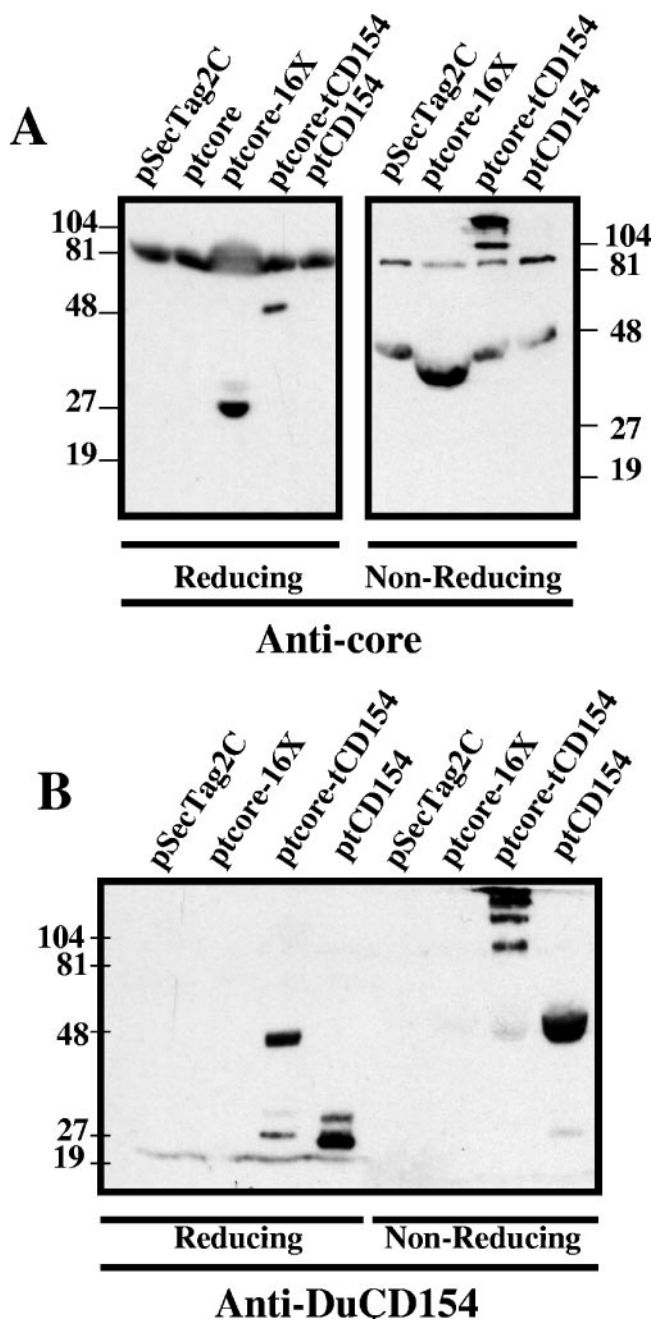 A
pSecTag2C
ptcore
ptcore-16X
ptcore-tCD154
ptCD154
pSecTag2C
ptcore-16X
ptcore-tCD154
ptCD154
104
81
48
27
19
104
81
48
27
19
Reducing
Non-Reducing
Anti-core
B
pSecTag2C
ptcore-16X
ptcore-tCD154
ptCD154
pSecTag2C
ptcore-16X
ptcore-tCD154
ptCD154
104
81
48
27
19
Reducing
Non-Reducing
Anti-DuCD154